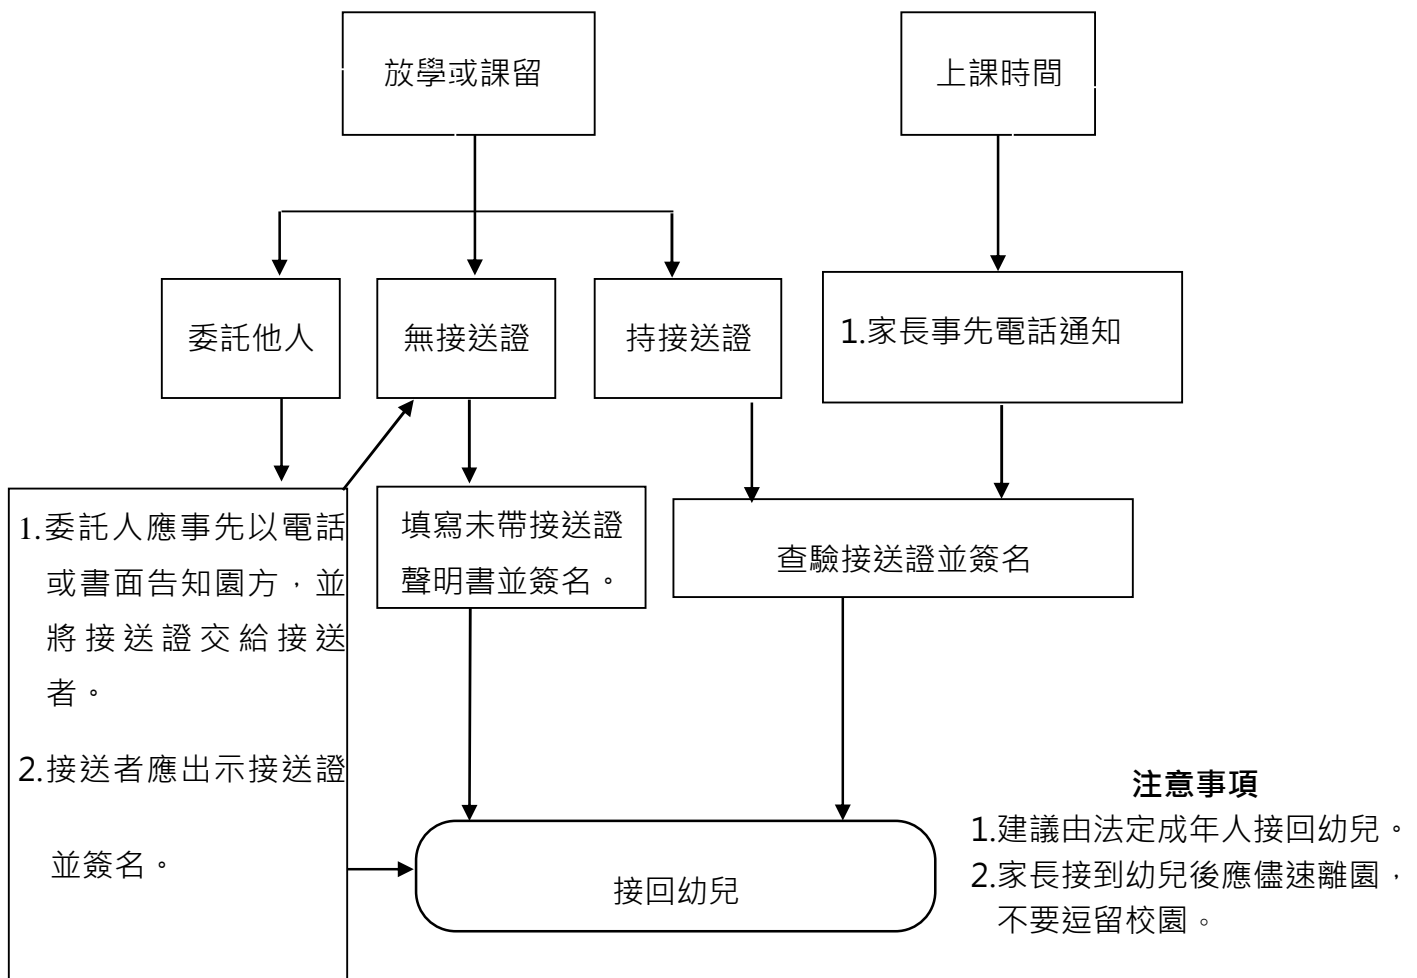 放學或課留
上課時間
委託他人
無接送證
持接送證
1.家長事先電話通知
1.委託人應事先以電話
或書面告知園方，並
將接送證交給接送
者。
2.接送者應出示接送證
並簽名。
填寫未帶接送證
聲明書並簽名。
查驗接送證並簽名
接回幼兒
注意事項
1.建議由法定成年人接回幼兒。
2.家長接到幼兒後應儘速離園，
不要逗留校園。